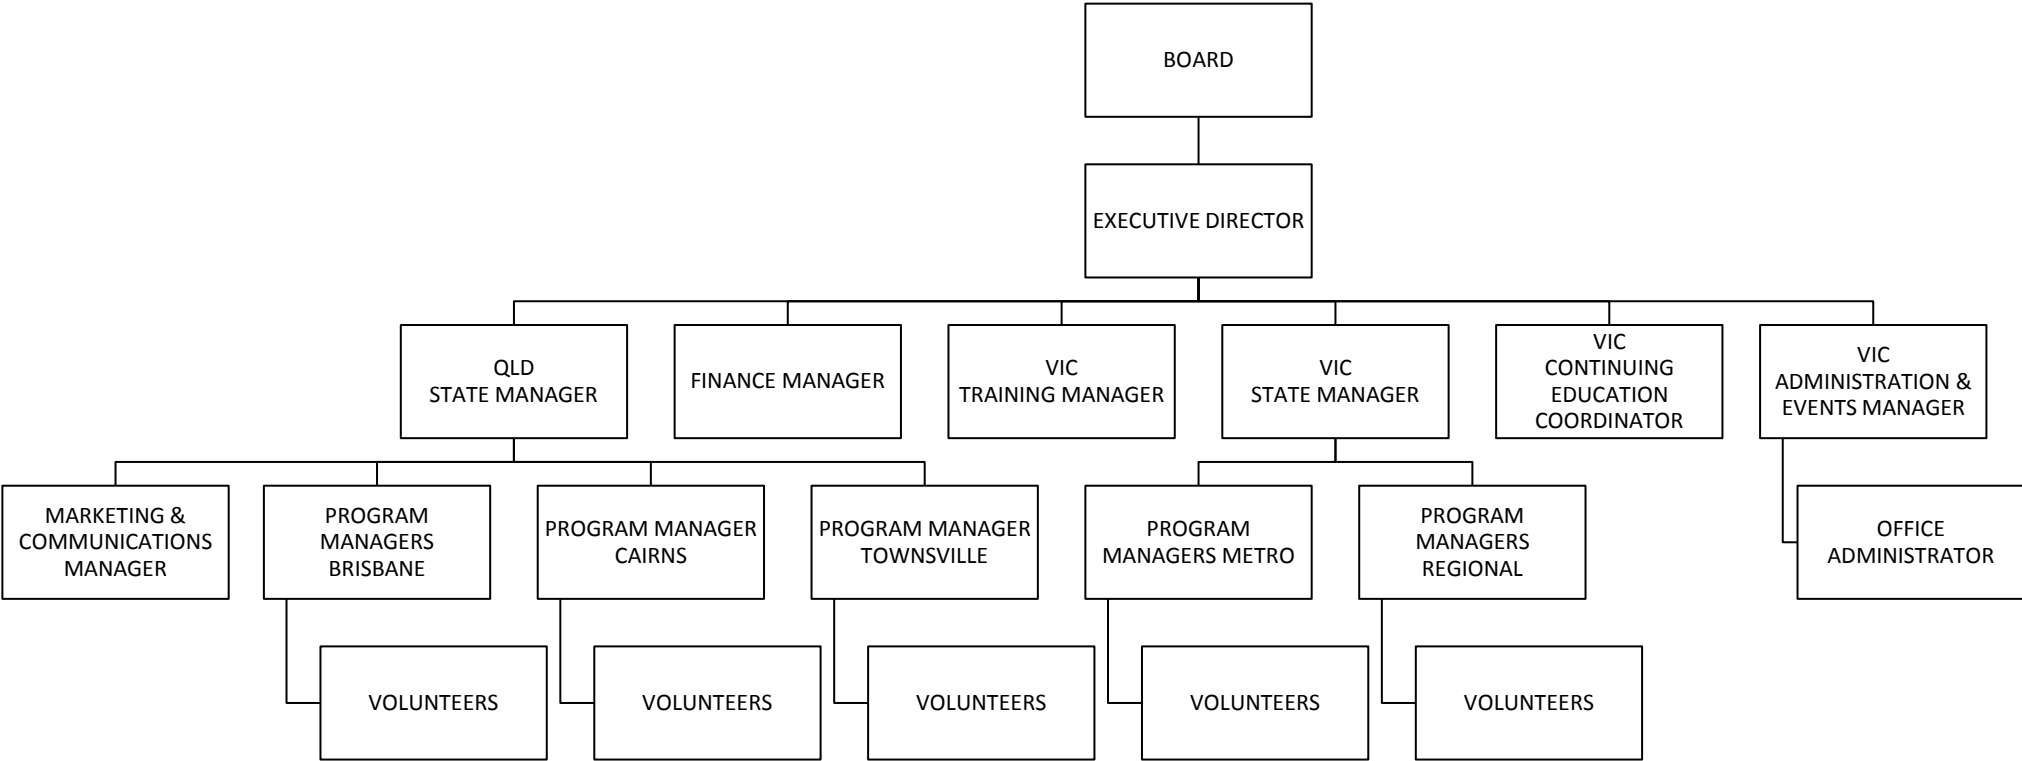 BOARD
EXECUTIVE DIRECTOR
QLD
STATE MANAGER
FINANCE MANAGER
VIC
TRAINING MANAGER
VIC
STATE MANAGER
VIC
CONTINUING
EDUCATION
COORDINATOR
VIC
ADMINISTRATION &
EVENTS MANAGER
MARKETING &
COMMUNICATIONS
MANAGER
PROGRAM
MANAGERS
BRISBANE
PROGRAM MANAGER
CAIRNS
PROGRAM MANAGER
TOWNSVILLE
PROGRAM
MANAGERS METRO
PROGRAM
MANAGERS
REGIONAL
OFFICE
ADMINISTRATOR
VOLUNTEERS
VOLUNTEERS
VOLUNTEERS
VOLUNTEERS
VOLUNTEERS